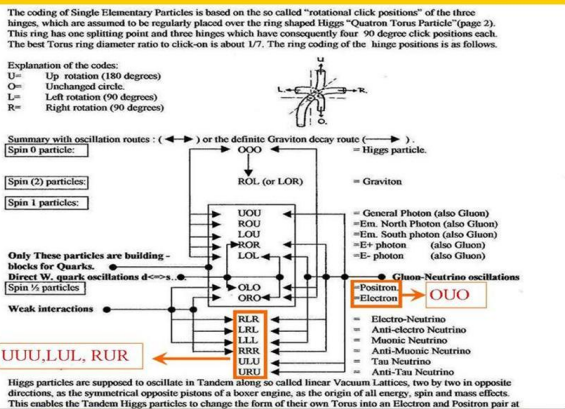 The coding of Single Elementary Particles is based on the so called "rotational click positions" of the three
hinges, which are assumed to be regularly placed over the ring shaped Higgs "Quatron Torus Particle"(page 2).
This ring has one splitting point and three hinges which have consequently four 90 degree click positions each.
The best Torns ring diameter ratio to click-on is about 1/7. The ring coding of the hinge positions is as follows.
Explanation of the codes:
U= Up rotation (180 degrees)
O= Unchanged circle.
L= Left rotation (90 degrees)
R= Right rotation (90 degrees)
U
L R
O.
Summary with oscillation routes : ( ) or the definite Graviton decay route ( ) .
Spin 0 particle: OOO = Higgs particle.
Spin (2) particles: ROL (or LOR) = Graviton
Spin 1 particles:
UOU = General Photon (also Gluon)
ROU =Em. North Photon (also Gluon)
LOU =Em. South photon (also Gluon)
ROR =E+ photon (also Gluon)
LOL =E- photon (also Gluon)
Only These particles are building -
blocks for Quarks.
Direct W. quark oscillations d<=>s.. Gluon-Neutrino oscillations
Spin ½ particles OLO =Positron.
ORO =Electron OUO
Weak interactions
RLR = Electro-Neutrino
LRL = Anti-electro Neutrino
LLL = Muonic Neutrino
RRR = Anti-Muonic Neutrino
UUU,LUL, RUR
ULU = Tau Neutrino
URU = Anti-Tau Neutrino
Higgs particles are supposed to oscillate in Tandem along so called linear Vacuum Lattices, two by two in opposite
directions, as the symmetrical opposite pistons of a boxer engine, as the origin of all energy, spin and mass effects.
This enables the Tandem Higgs particles to change the form of their own Torus into an Electron and Positron pair at